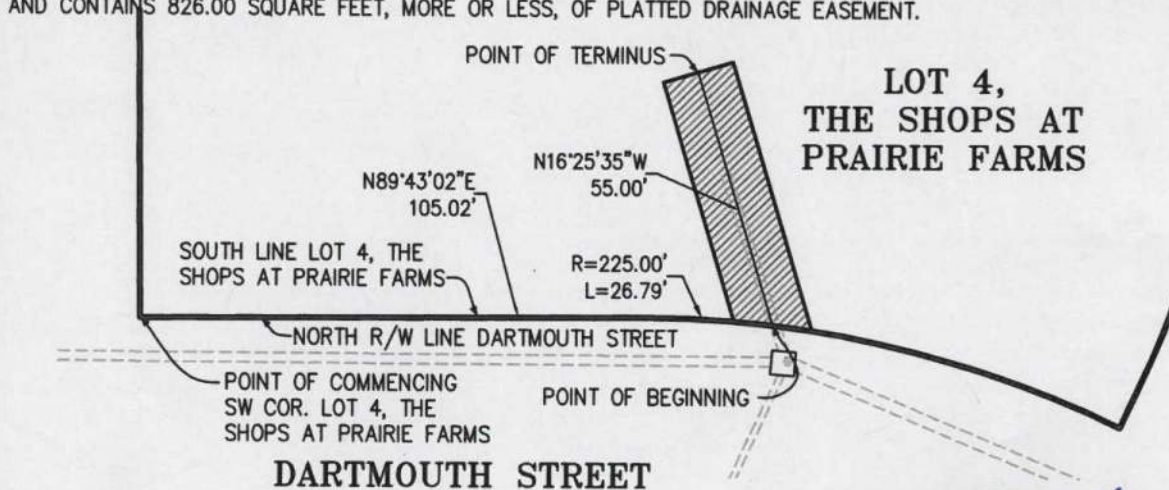 AND CONTAINS 826.00 SQUARE FEET, MORE OR LESS, OF PLATTED DRAINAGE EASEMENT.
POINT OF TERMINUS
LOT 4,
THE SHOPS AT
PRAIRIE FARMS
N16°25'35"W
55.00'
N89°43'02"E
105.02'
SOUTH LINE LOT 4, THE
SHOPS AT PRAIRIE FARMS
R=225.00'
L=26.79'
NORTH R/W LINE DARTMOUTH STREET
POINT OF COMMENCING
SW COR. LOT 4, THE
SHOPS AT PRAIRIE FARMS
POINT OF BEGINNING
DARTMOUTH STREET